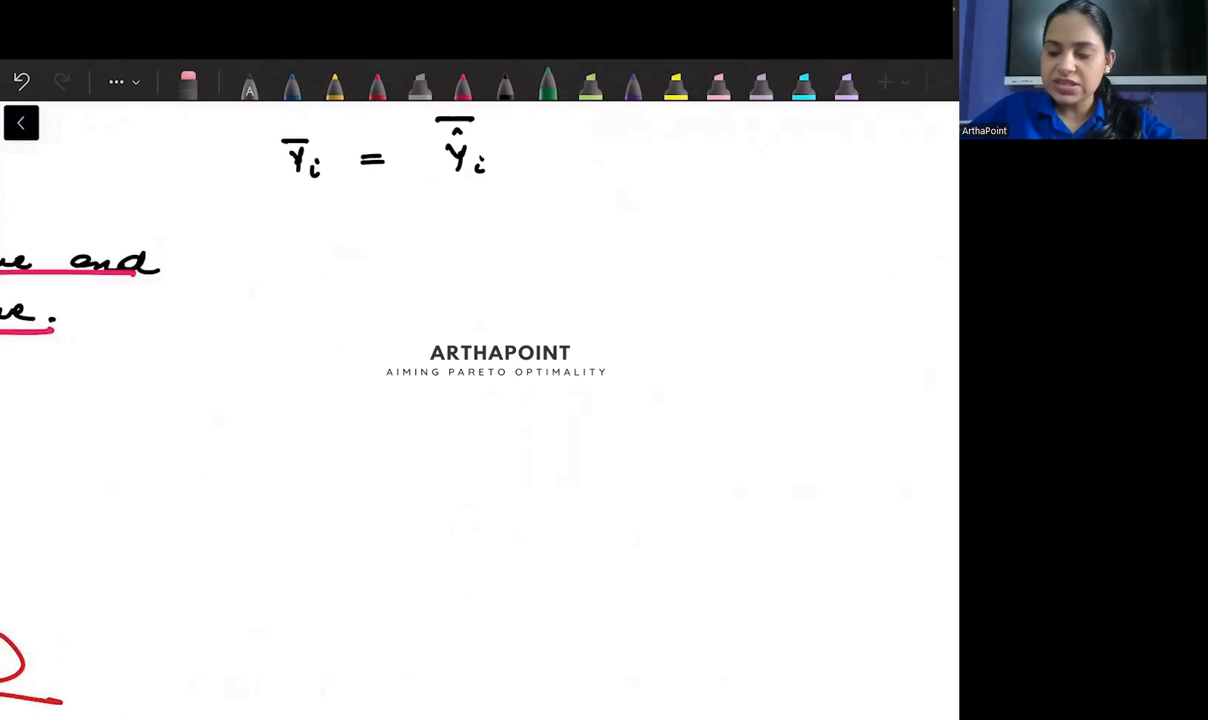 Ȳi = Ŷ̅i
and
ARTHAPOINT
AIMING PARETO OPTIMALITY
ArthaPoint
A